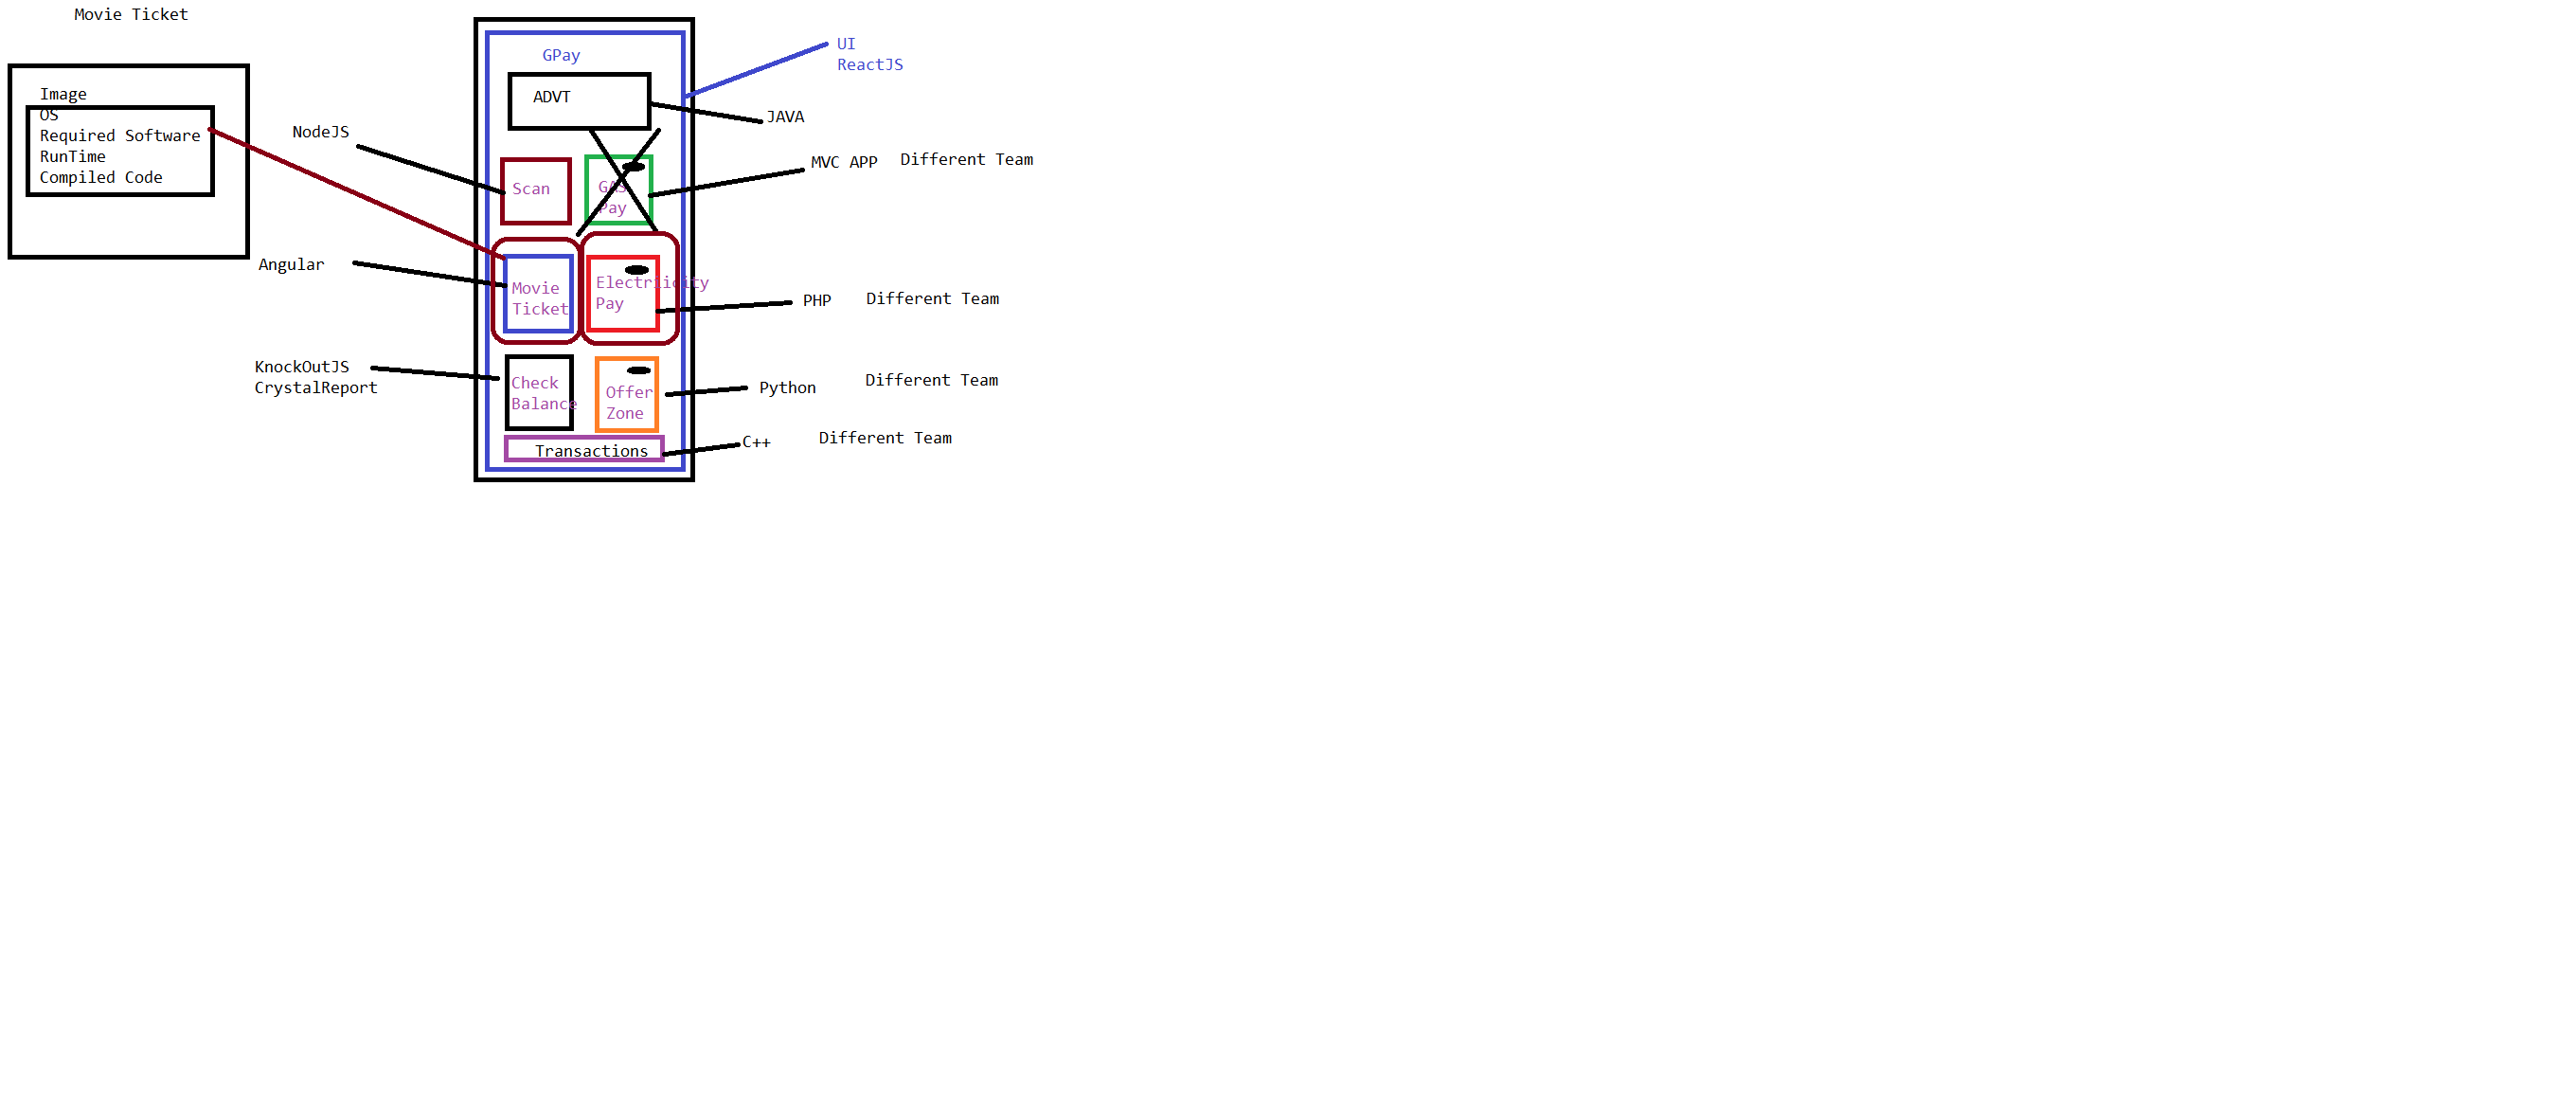 Movie Ticket
Image
OS
Required Software
RunTime
Compiled Code
NodeJS
Angular
KnockOutJS
CrystalReport
GPay
ADVT
Scan
GAS
Pay
Movie
Ticket
Electriicity
Pay
Check
Balance
Offer
Zone
Transactions
UI
ReactJS
JAVA
MVC APP Different Team
PHP Different Team
Python Different Team
C++ Different Team